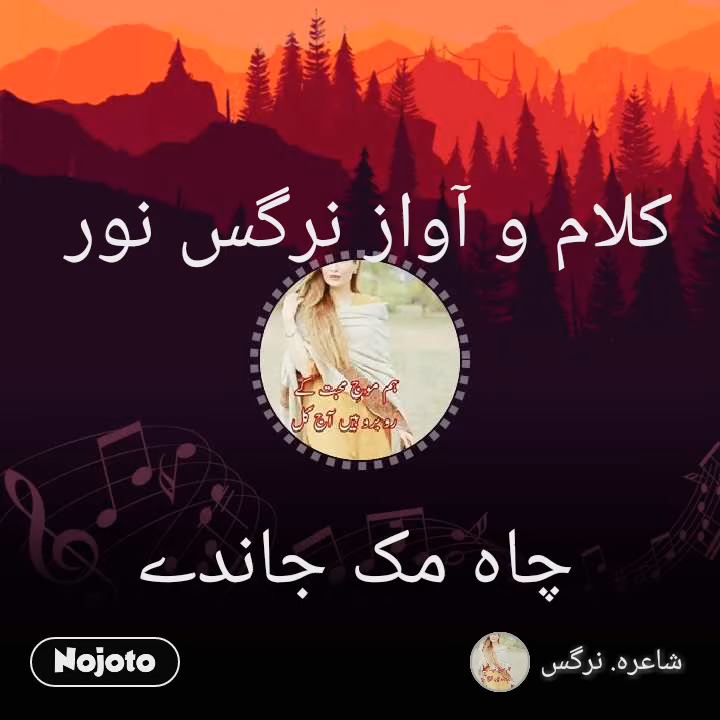 کلام و آواز نرگس نور
ہم موج محبت کے
روبرو ہیں آج کل
چاہ مک جاندے
Nojoto
شاعرہ. نرگس